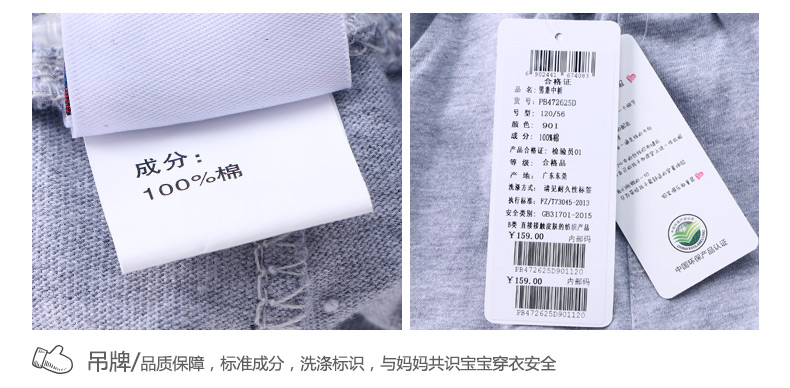 成分：
100%棉
6 902441 674083
合格证
品 名：男童中裤
货 号：PB472625D
号 型：120/56
颜 色：901
成 分：100%棉
产品合格证：检验员01
等 级：合格品
产 地：广东东莞
洗涤方式：请见耐久性标签
执行标准：FZ/T73045-2013
安全类别：GB31701-2015
B类 直接接触皮肤的纺织产品
￥159.00 内部码
PB472625D901120
￥159.00 内部码
PB472625D901120
中国环保产品认证
吊牌/品质保障，标准成分，洗涤标识，与妈妈共识宝宝穿衣安全